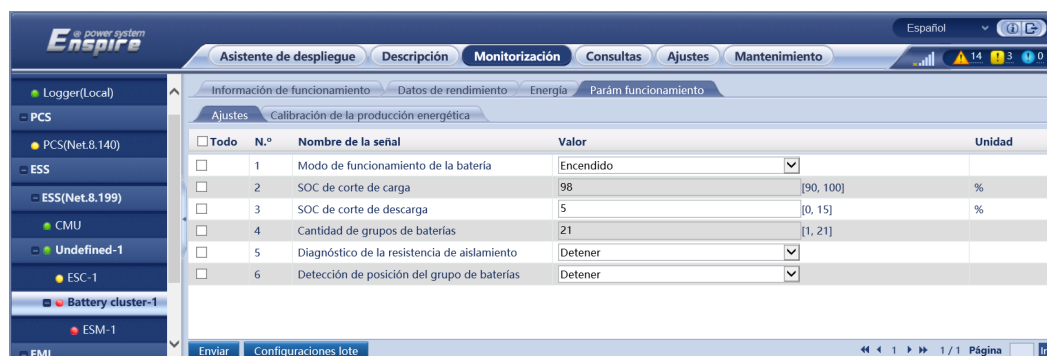 e power system
Enspire
Español
Asistente de despliegue Descripción Monitorización Consultas Ajustes Mantenimiento
14 3 0
Logger(Local)
PCS
PCS(Net.8.140)
ESS
ESS(Net.8.199)
CMU
Undefined-1
ESC-1
Battery cluster-1
ESM-1
EMI
Información de funcionamiento Datos de rendimiento Energía Parám funcionamiento
Ajustes Calibración de la producción energética
Todo N.º Nombre de la señal Valor Unidad
1 Modo de funcionamiento de la batería Encendido
2 SOC de corte de carga 98 [90, 100] %
3 SOC de corte de descarga 5 [0, 15] %
4 Cantidad de grupos de baterías 21 [1, 21]
5 Diagnóstico de la resistencia de aislamiento Detener
6 Detección de posición del grupo de baterías Detener
Enviar Configuraciones lote 1 1 / 1 Página